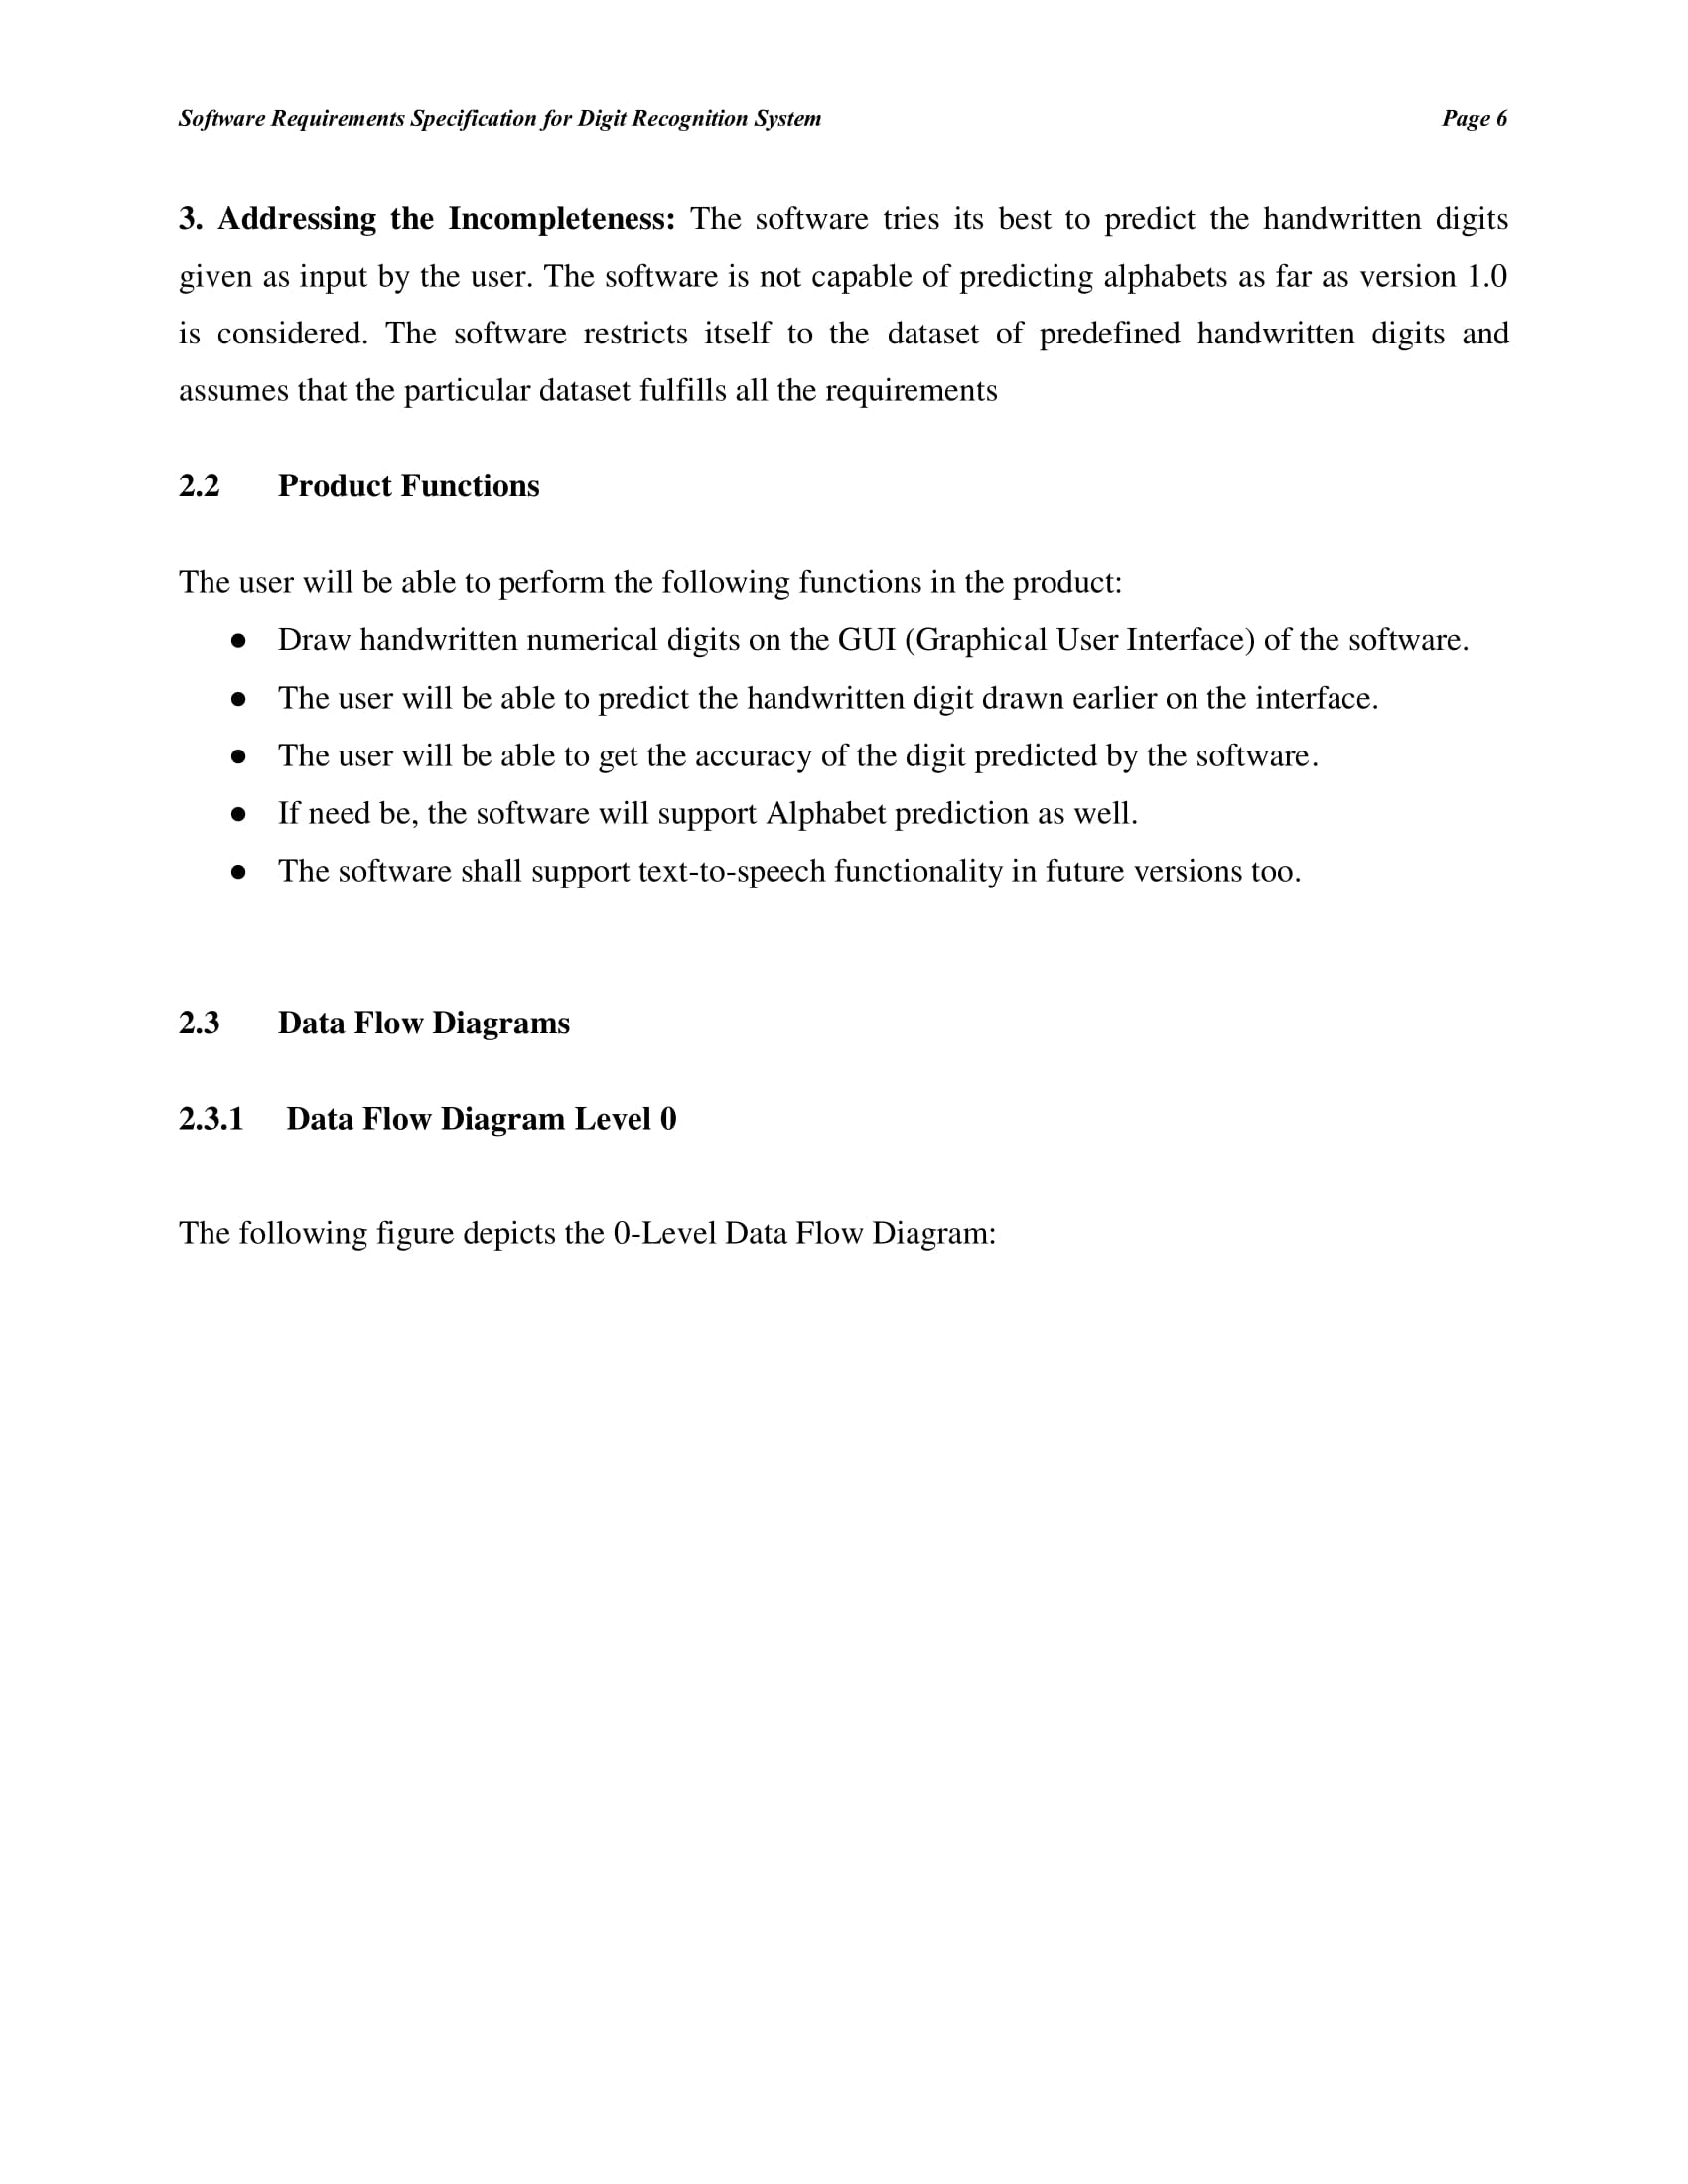 Software Requirements Specification for Digit Recognition System Page 6
3. Addressing the Incompleteness: The software tries its best to predict the handwritten digits
given as input by the user. The software is not capable of predicting alphabets as far as version 1.0
is considered. The software restricts itself to the dataset of predefined handwritten digits and
assumes that the particular dataset fulfills all the requirements
2.2 Product Functions
The user will be able to perform the following functions in the product:
● Draw handwritten numerical digits on the GUI (Graphical User Interface) of the software.
● The user will be able to predict the handwritten digit drawn earlier on the interface.
● The user will be able to get the accuracy of the digit predicted by the software.
● If need be, the software will support Alphabet prediction as well.
● The software shall support text-to-speech functionality in future versions too.
2.3 Data Flow Diagrams
2.3.1 Data Flow Diagram Level 0
The following figure depicts the 0-Level Data Flow Diagram: